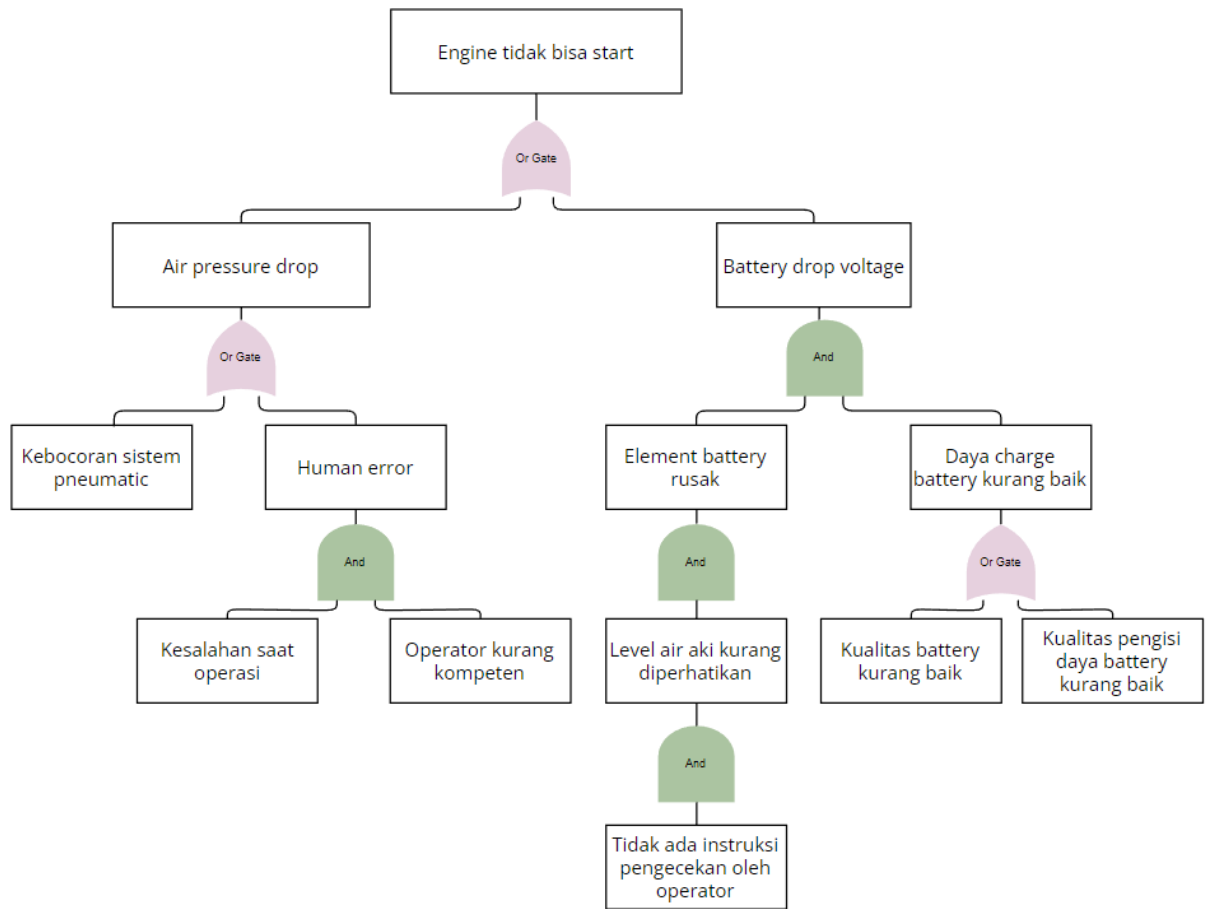 Engine tidak bisa start
Or Gate
Air pressure drop
Battery drop voltage
Or Gate
And
Kebocoran sistem
pneumatic
Human error
Element battery
rusak
Daya charge
battery kurang baik
And
And
Or Gate
Kesalahan saat
operasi
Operator kurang
kompeten
Level air aki kurang
diperhatikan
Kualitas battery
kurang baik
Kualitas pengisi
daya battery
kurang baik
And
Tidak ada instruksi
pengecekan oleh
operator